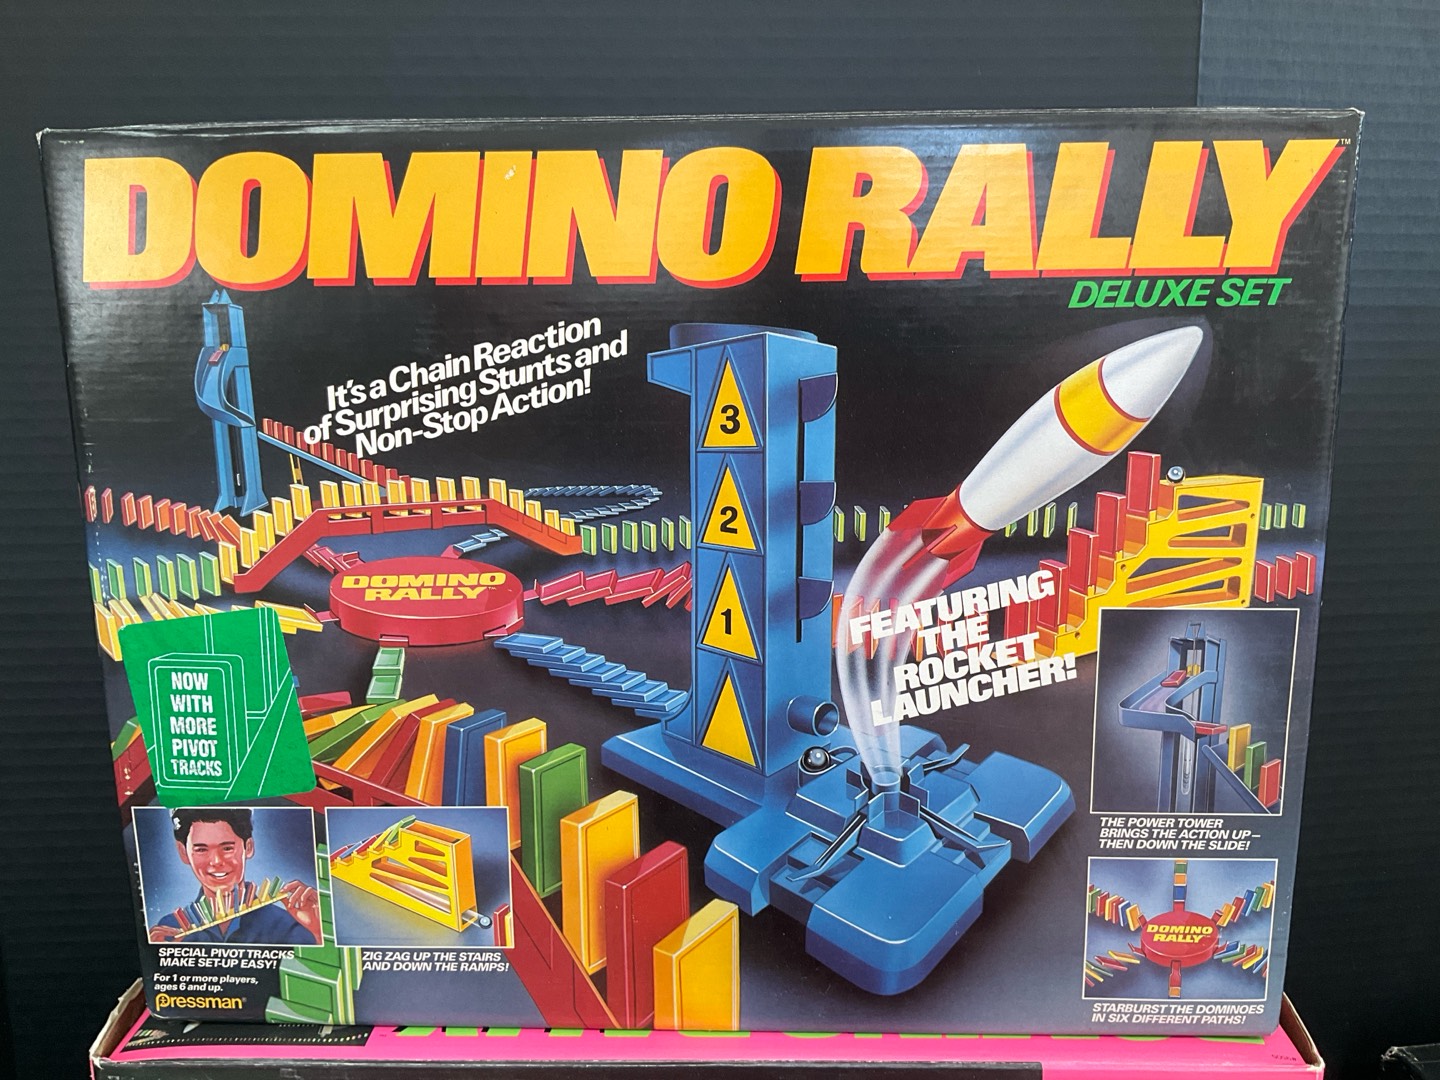 DOMINO RALLY™
DELUXE SET
It's a Chain Reaction
of Surprising Stunts and
Non-Stop Action!
3
2
1
DOMINO
RALLY™
FEATURING
THE
ROCKET
LAUNCHER!
NOW
WITH
MORE
PIVOT
TRACKS
THE POWER TOWER
BRINGS THE ACTION UP—
THEN DOWN THE SLIDE!
SPECIAL PIVOT TRACKS
MAKE SET-UP EASY!
ZIG ZAG UP THE STAIRS
AND DOWN THE RAMPS!
DOMINO
RALLY™
STARBURST THE DOMINOES
IN SIX DIFFERENT PATHS!
For 1 or more players,
ages 6 and up.
Pressman®